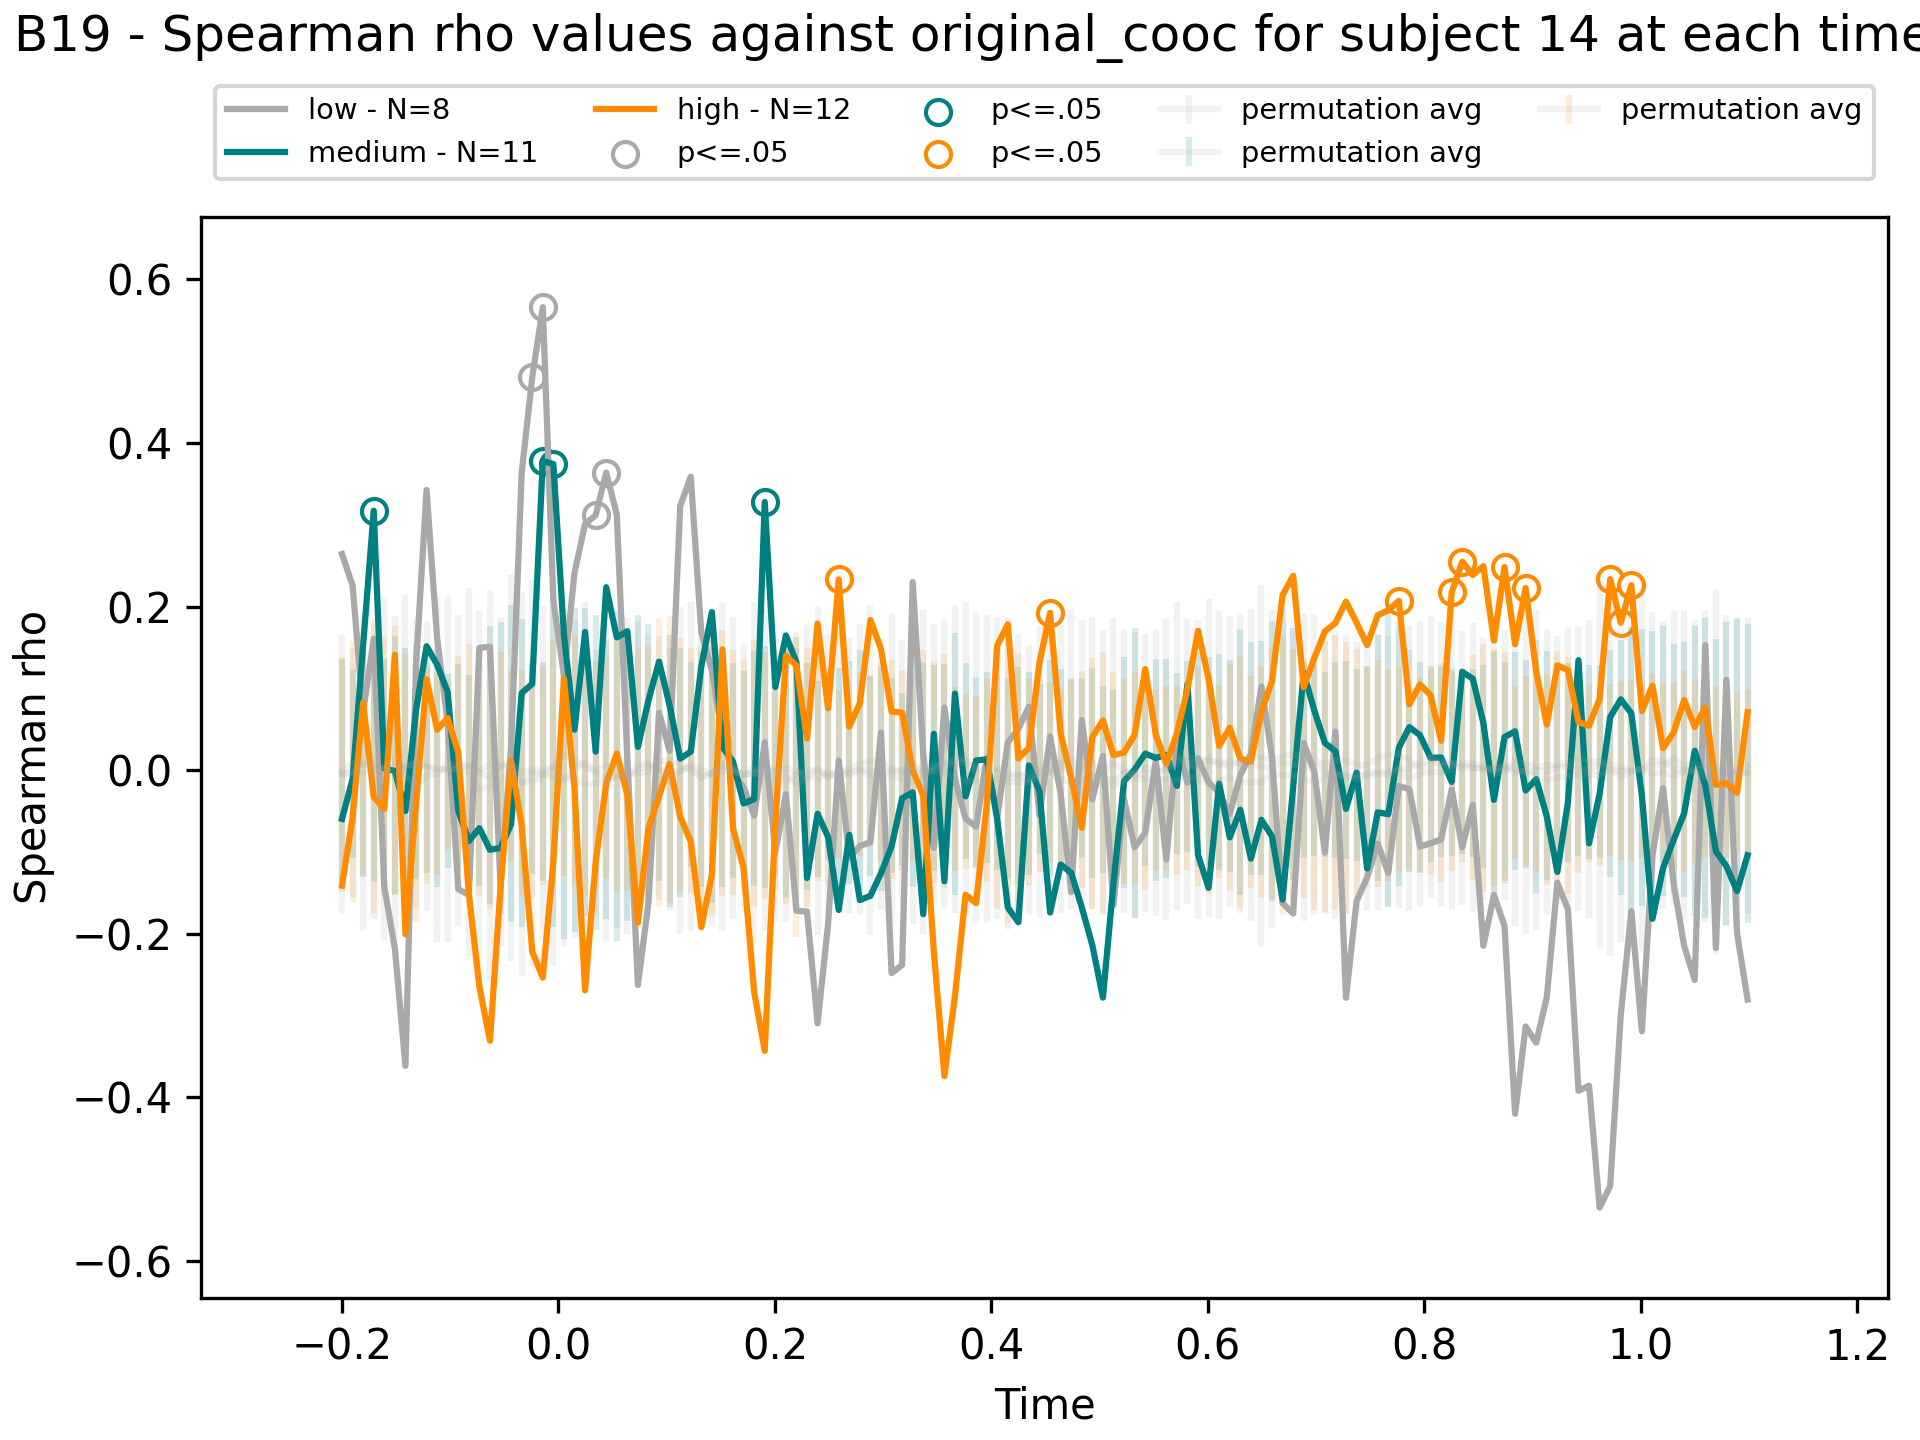 B19 - Spearman rho values against original_cooc for subject 14 at each time
low - N=8
medium - N=11
high - N=12
p<=.05
p<=.05
p<=.05
permutation avg
permutation avg
permutation avg
Spearman rho
0.6
0.4
0.2
0.0
−0.2
−0.4
−0.6
−0.2 0.0 0.2 0.4 0.6 0.8 1.0 1.2
Time